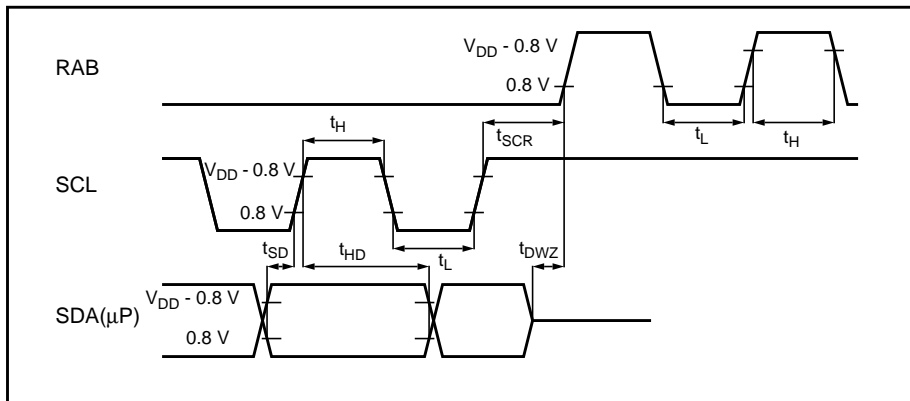 RAB
V_DD - 0.8 V
0.8 V
t_H
t_SCR
t_L
t_H
SCL
V_DD - 0.8 V
0.8 V
t_SD
t_HD
t_L
t_DWZ
SDA(μP)
V_DD - 0.8 V
0.8 V